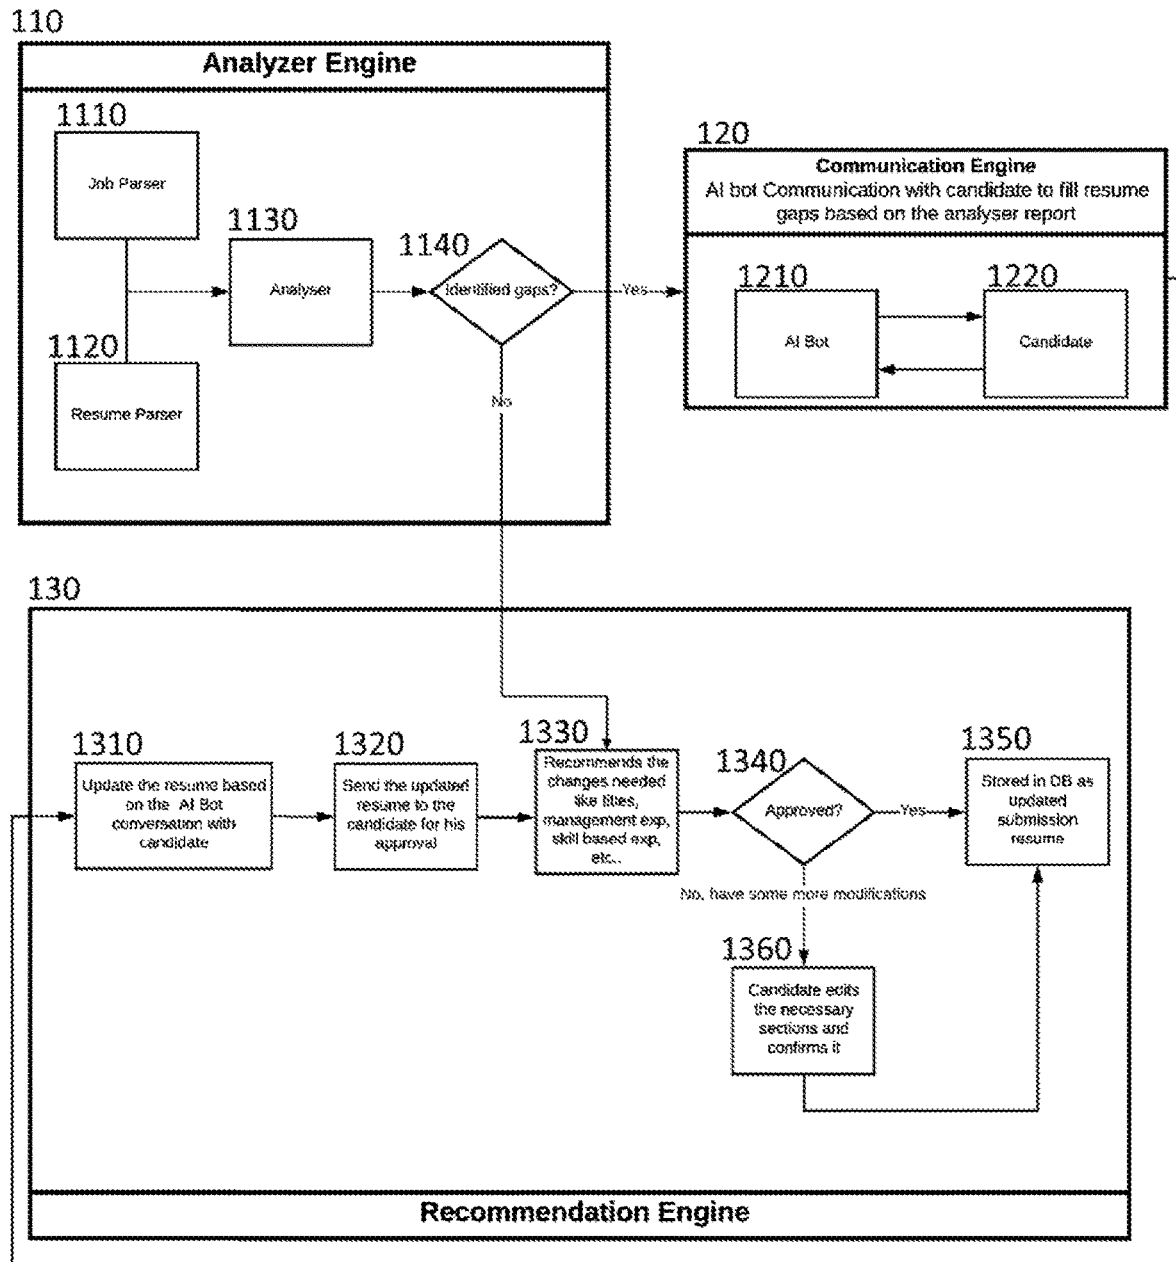 110
Analyzer Engine
1110
Job Parser
1120
Resume Parser
1130
Analyser
1140
Identified gaps?
Yes
No
120
Communication Engine
AI bot Communication with candidate to fill resume
gaps based on the analyser report
1210
AI Bot
1220
Candidate
130
1310
Update the resume based
on the AI Bot
conversation with
candidate
1320
Send the updated
resume to the
candidate for his
approval
1330
Recommends the
changes needed
like titles,
management exp,
skill based exp,
etc..
1340
Approved?
Yes
No, have some more modifications
1350
Stored in DB as
updated
submission
resume
1360
Candidate edits
the necessary
sections and
confirms it
Recommendation Engine